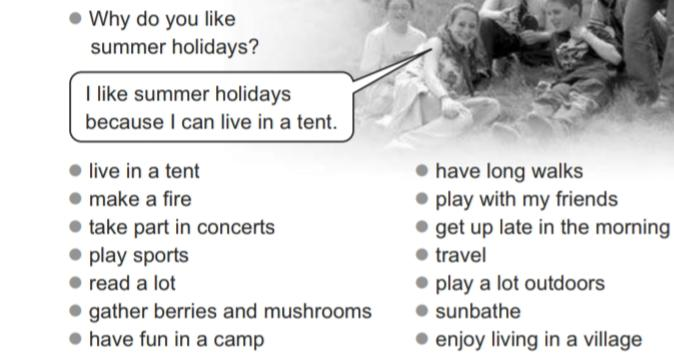 Why do you like
summer holidays?
I like summer holidays
because I can live in a tent.
live in a tent
make a fire
take part in concerts
play sports
read a lot
gather berries and mushrooms
have fun in a camp
have long walks
play with my friends
get up late in the morning
travel
play a lot outdoors
sunbathe
enjoy living in a village